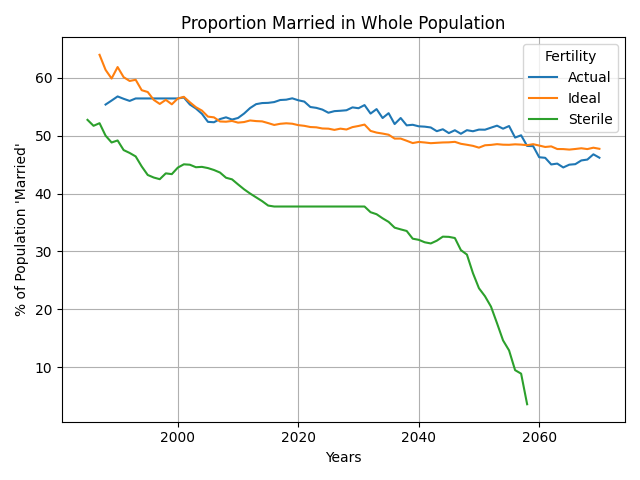 Proportion Married in Whole Population
% of Population 'Married'
60
50
40
30
20
10
Fertility
Actual
Ideal
Sterile
2000
2020
2040
2060
Years